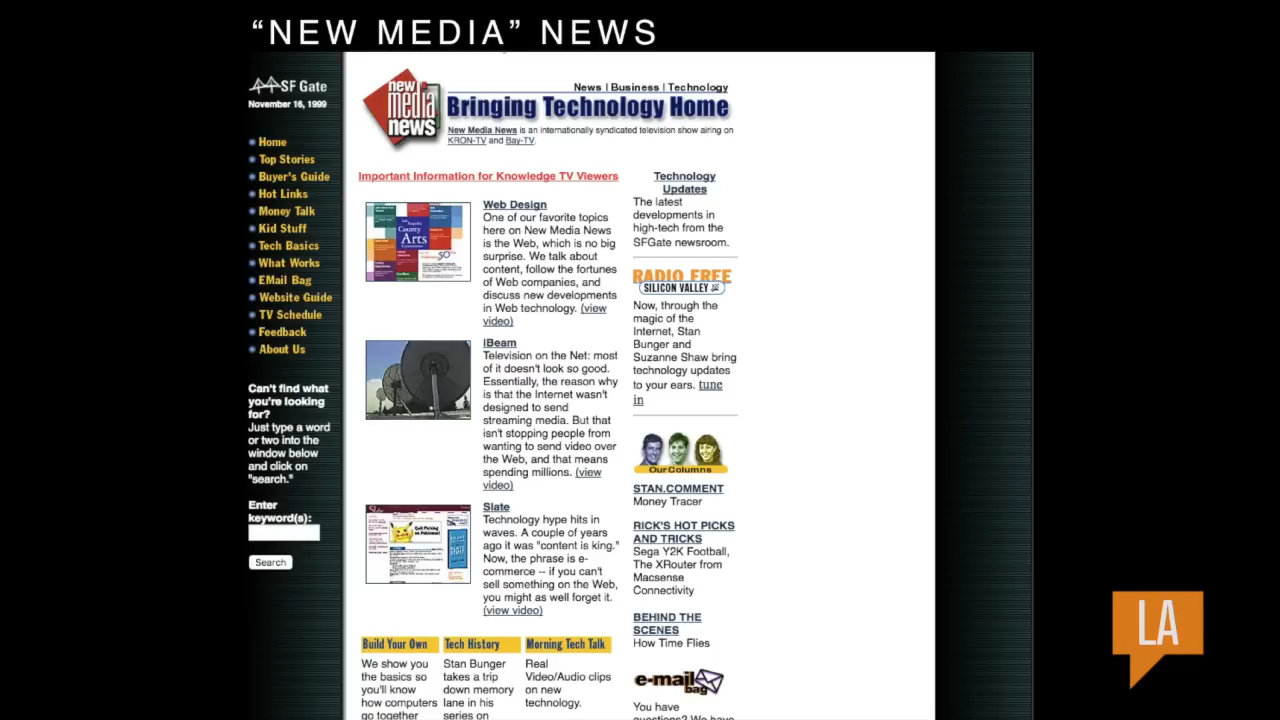 “NEW MEDIA” NEWS
SF Gate
November 16, 1999
Home
Top Stories
Buyer's Guide
Hot Links
Money Talk
Kid Stuff
Tech Basics
What Works
EMail Bag
Website Guide
TV Schedule
Feedback
About Us
Can't find what
you're looking
for?
Just type a word
or two into the
window below
and click on
"search."
Enter
keyword(s):
Search
new
media
news
News | Business | Technology
Bringing Technology Home
New Media News is an internationally syndicated television show airing on
KRON-TV and Bay-TV.
Important Information for Knowledge TV Viewers
County
Arts
Web Design
One of our favorite topics
here on New Media News
is the Web, which is no big
surprise. We talk about
content, follow the fortunes
of Web companies, and
discuss new developments
in Web technology. (view
video)
iBeam
Television on the Net: most
of it doesn't look so good.
Essentially, the reason why
is that the Internet wasn't
designed to send
streaming media. But that
isn't stopping people from
wanting to send video over
the Web, and that means
spending millions. (view
video)
Slate
Slate
Technology hype hits in
waves. A couple of years
ago it was "content is king."
Now, the phrase is e-
commerce -- if you can't
sell something on the Web,
you might as well forget it.
(view video)
Build Your Own
We show you
the basics so
you'll know
how computers
go together
Tech History
Stan Bunger
takes a trip
down memory
lane in his
series on
Morning Tech Talk
Real
Video/Audio clips
on new
technology.
Technology
Updates
The latest
developments in
high-tech from the
SFGate newsroom.
RADIO FREE
SILICON VALLEY
Now, through the
magic of the
Internet, Stan
Bunger and
Suzanne Shaw bring
technology updates
to your ears. tune
in
Our Columns
STAN.COMMENT
Money Tracer
RICK'S HOT PICKS
AND TRICKS
Sega Y2K Football,
The XRouter from
Macsense
Connectivity
BEHIND THE
SCENES
How Time Flies
e-mail
bag
You have
questions? We have
LA